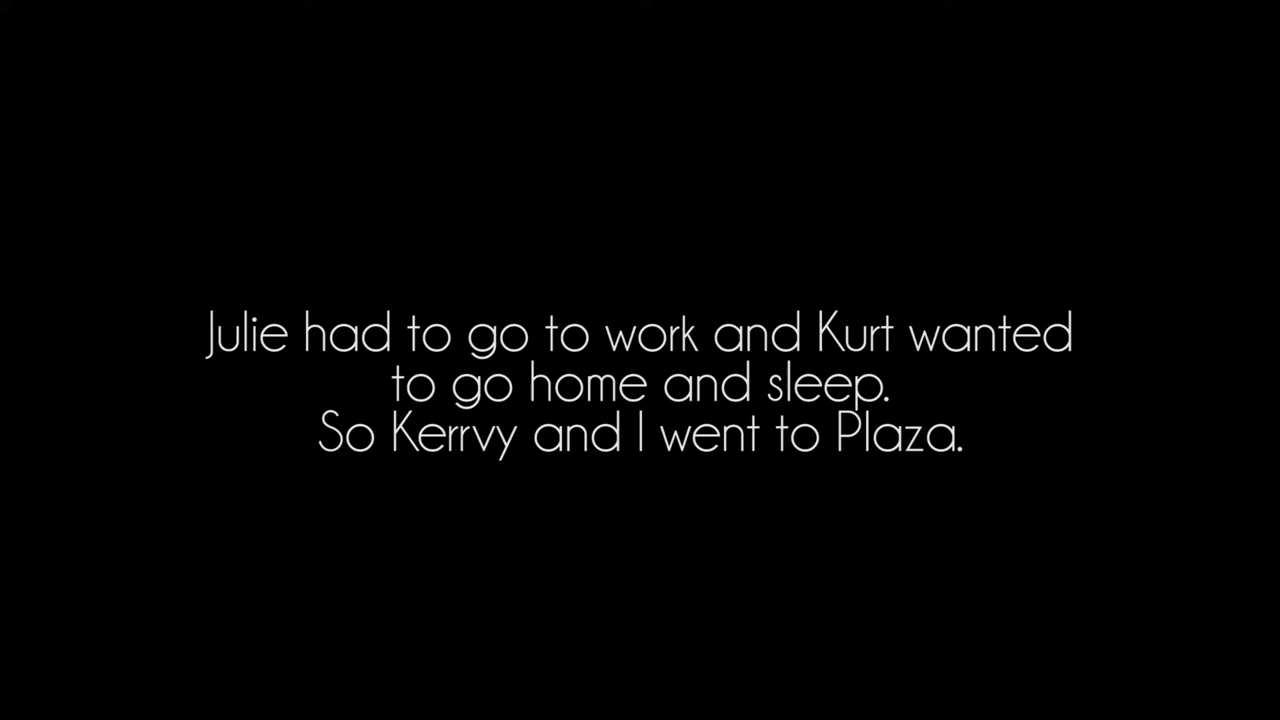 Julie had to go to work and Kurt wanted
to go home and sleep.
So Kerrvy and I went to Plaza.